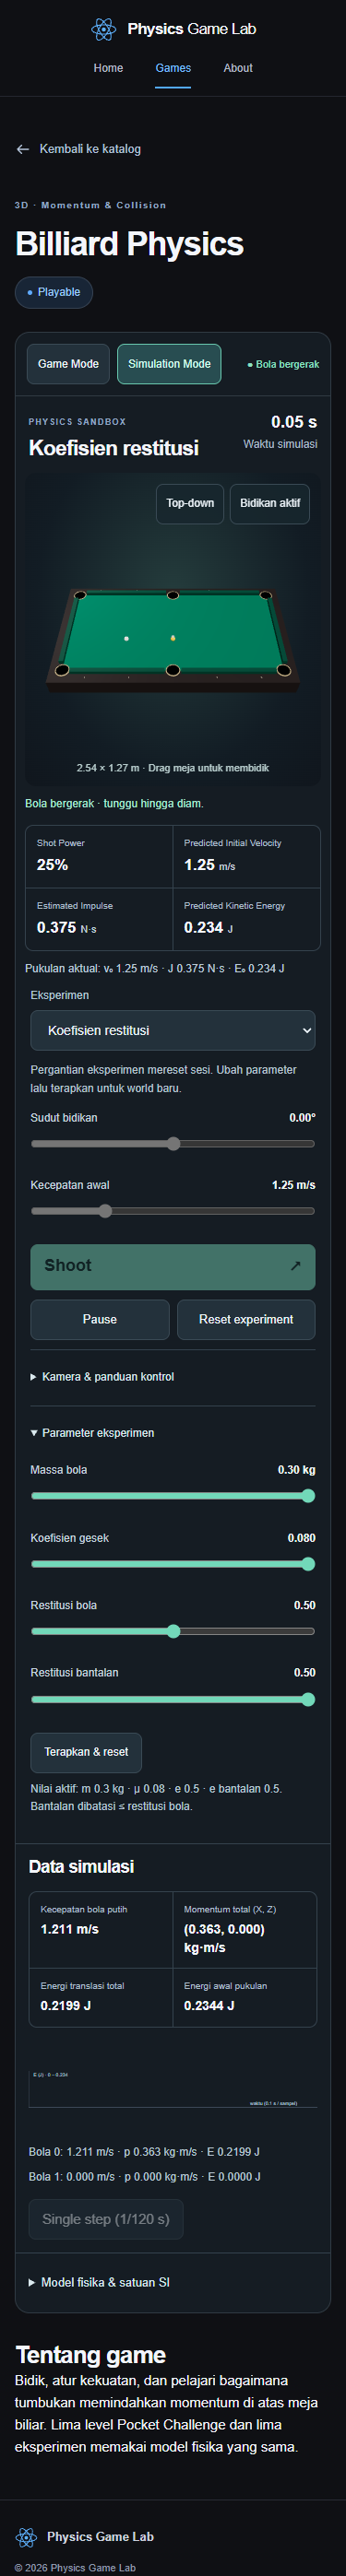 Physics Game Lab
Home Games About
← Kembali ke katalog
3D · Momentum & Collision
Billiard Physics
Playable
Game Mode Simulation Mode Bola bergerak
PHYSICS SANDBOX
Koefisien restitusi
0.05 s
Waktu simulasi
Top-down Bidikan aktif
2.54 × 1.27 m · Drag meja untuk membidik
Bola bergerak · tunggu hingga diam.
Shot Power
25%
Predicted Initial Velocity
1.25 m/s
Estimated Impulse
0.375 N·s
Predicted Kinetic Energy
0.234 J
Pukulan aktual: v₀ 1.25 m/s · J 0.375 N·s · E₀ 0.234 J
Eksperimen
Koefisien restitusi
Pergantian eksperimen mereset sesi. Ubah parameter
lalu terapkan untuk world baru.
Sudut bidikan 0.00°
Kecepatan awal 1.25 m/s
Shoot ↗
Pause Reset experiment
Kamera & panduan kontrol
Parameter eksperimen
Massa bola 0.30 kg
Koefisien gesek 0.080
Restitusi bola 0.50
Restitusi bantalan 0.50
Terapkan & reset
Nilai aktif: m 0.3 kg · μ 0.08 · e 0.5 · e bantalan 0.5.
Bantalan dibatasi ≤ restitusi bola.
Data simulasi
Kecepatan bola putih
1.211 m/s
Momentum total (X, Z)
(0.363, 0.000)
kg·m/s
Energi translasi total
0.2199 J
Energi awal pukulan
0.2344 J
E (J) · 0 – 0.234
waktu (0.1 s / sampel)
Bola 0: 1.211 m/s · p 0.363 kg·m/s · E 0.2199 J
Bola 1: 0.000 m/s · p 0.000 kg·m/s · E 0.0000 J
Single step (1/120 s)
Model fisika & satuan SI
Tentang game
Bidik, atur kekuatan, dan pelajari bagaimana
tumbukan memindahkan momentum di atas meja
biliar. Lima level Pocket Challenge dan lima
eksperimen memakai model fisika yang sama.
Physics Game Lab
© 2026 Physics Game Lab